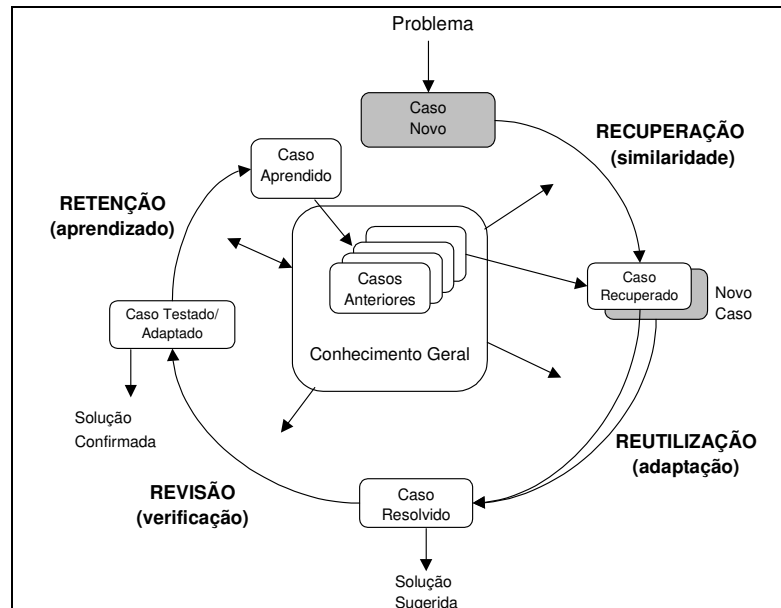 Problema
Caso
Novo
RECUPERAÇÃO
(similaridade)
Caso
Aprendido
RETENÇÃO
(aprendizado)
Casos
Anteriores
Conhecimento Geral
Caso
Recuperado
Novo
Caso
Caso Testado/
Adaptado
Solução
Confirmada
REUTILIZAÇÃO
(adaptação)
REVISÃO
(verificação)
Caso
Resolvido
Solução
Sugerida